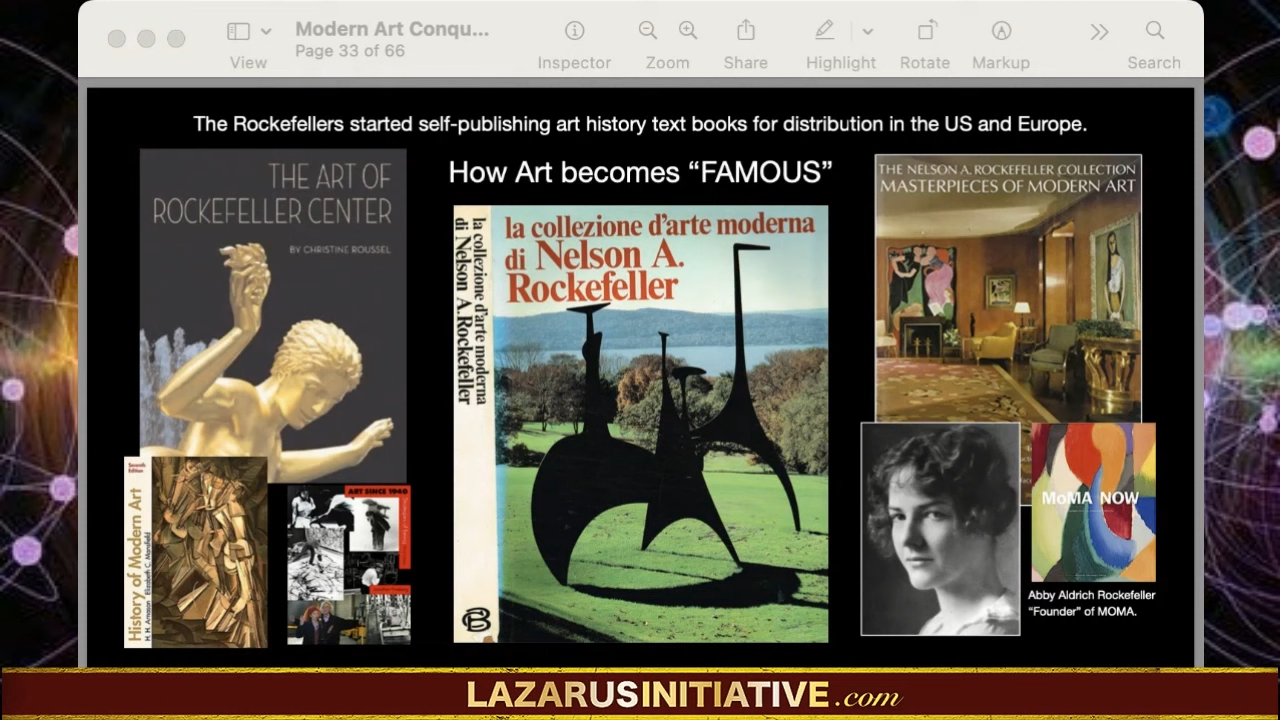 Modern Art Conqu...
Page 33 of 66
View
Inspector
Zoom
Share
Highlight
Rotate
Markup
Search
The Rockefellers started self-publishing art history text books for distribution in the US and Europe.
How Art becomes “FAMOUS”
THE ART OF
ROCKEFELLER CENTER
BY CHRISTINE ROUSSEL
la collezione d'arte moderna
di Nelson A. Rockefeller
la collezione d'arte moderna
di Nelson A.
Rockefeller
THE NELSON A. ROCKEFELLER COLLECTION
MASTERPIECES OF MODERN ART
Seventh
Edition
History of Modern Art
H. H. Arnason Elizabeth C. Mansfield
ART SINCE 1940
MoMA NOW
Abby Aldrich Rockefeller
“Founder” of MOMA.
LAZARUSINITIATIVE.com